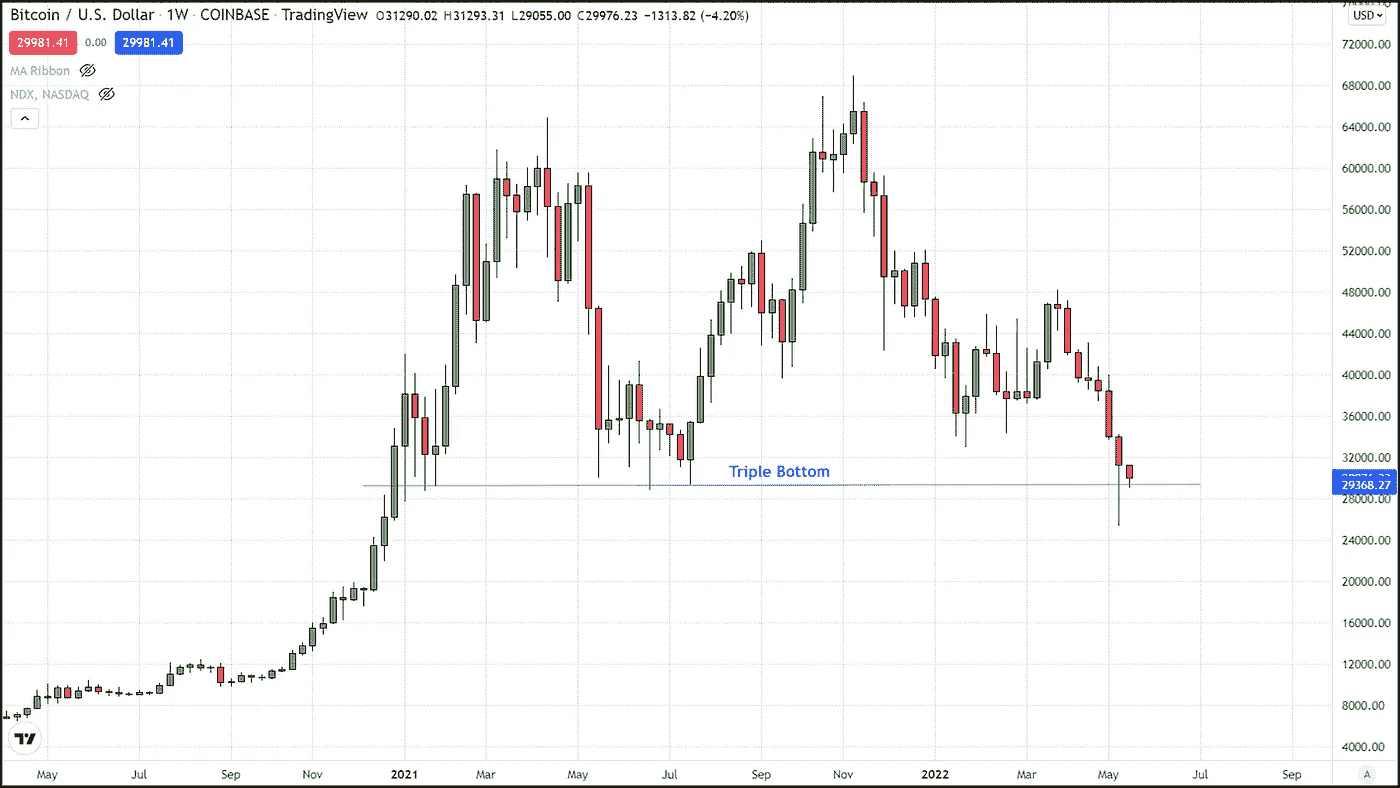 Bitcoin / U.S. Dollar · 1W · COINBASE · TradingView O31290.02 H31293.31 L29055.00 C29976.23 −1313.82 (−4.20%)
USD
29981.41 0.00 29981.41
MA Ribbon
NDX, NASDAQ
72000.00
68000.00
64000.00
60000.00
56000.00
52000.00
48000.00
44000.00
40000.00
36000.00
32000.00
Triple Bottom
29368.27
28000.00
24000.00
20000.00
16000.00
12000.00
8000.00
4000.00
May Jul Sep Nov 2021 Mar May Jul Sep Nov 2022 Mar May Jul Sep A